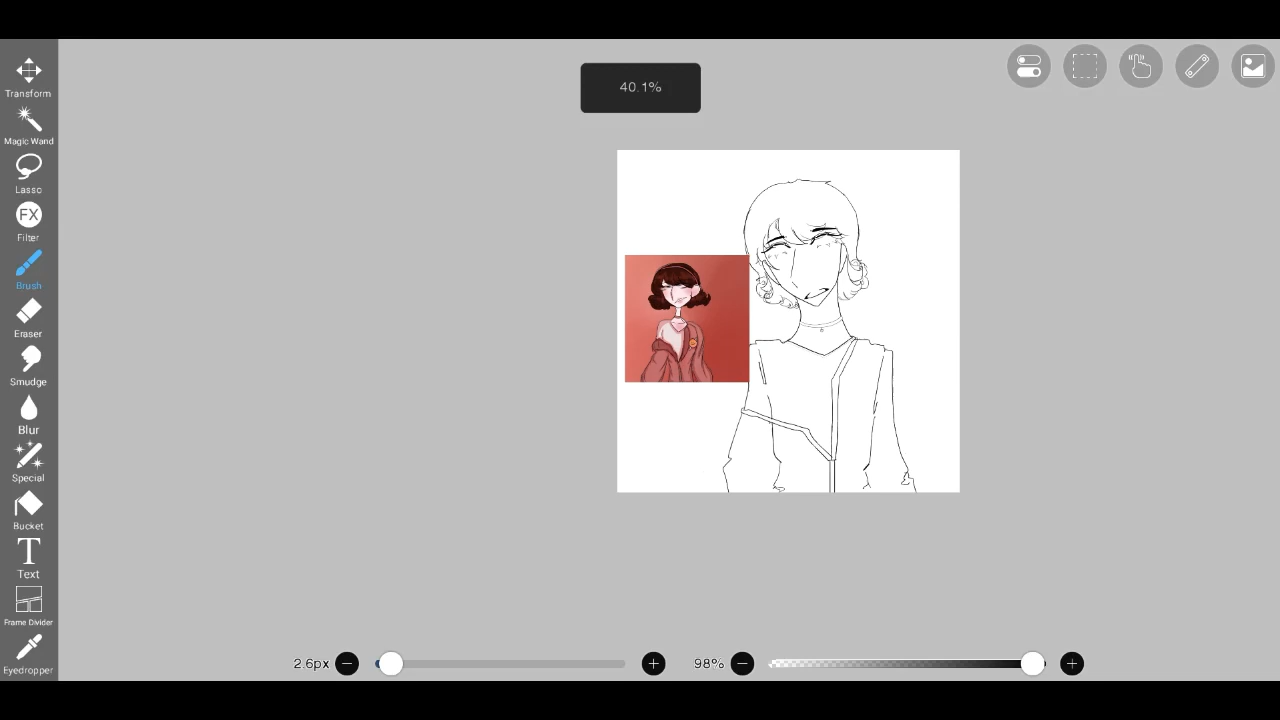 40.1%
Transform
Magic Wand
Lasso
FX
Filter
Brush
Eraser
Smudge
Blur
Special
Bucket
T
Text
Frame Divider
Eyedropper
2.6px
98%